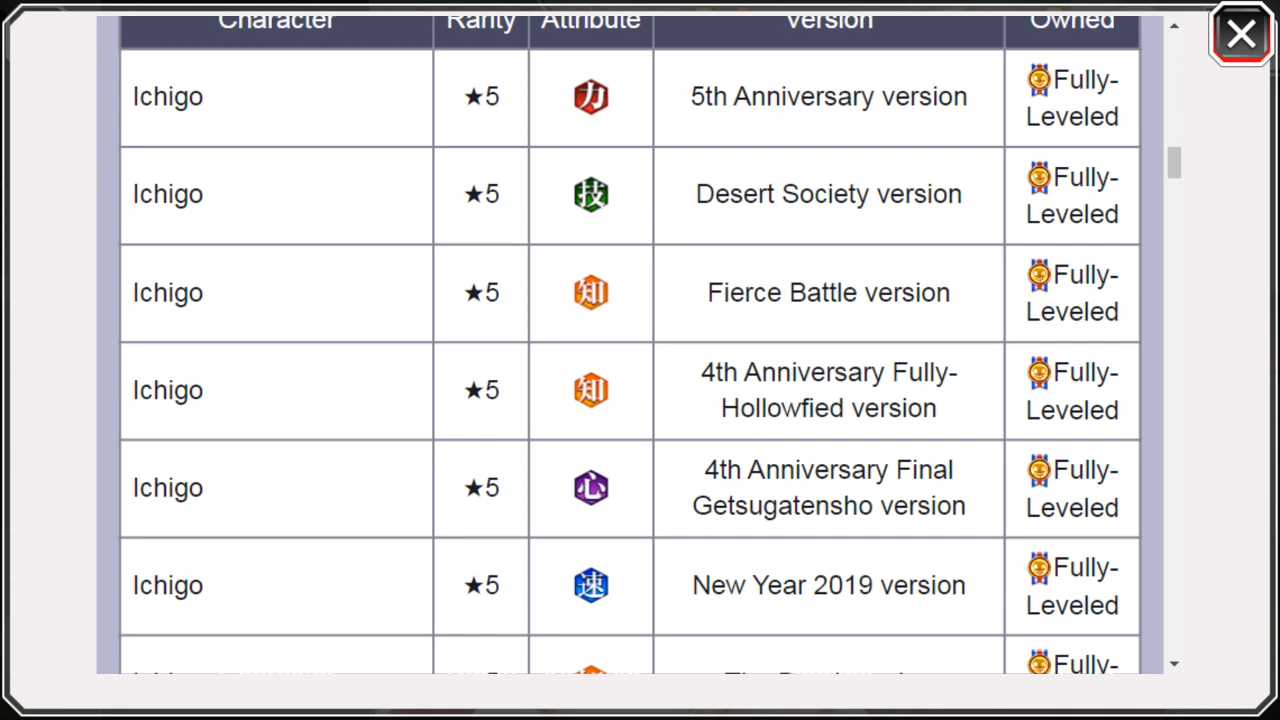 Character Rarity Attribute Version Owned
Ichigo ★5 力 5th Anniversary version Fully-
Leveled
Ichigo ★5 技 Desert Society version Fully-
Leveled
Ichigo ★5 知 Fierce Battle version Fully-
Leveled
Ichigo ★5 知 4th Anniversary Fully-
Hollowfied version
Fully-
Leveled
Ichigo ★5 心 4th Anniversary Final
Getsugatensho version
Fully-
Leveled
Ichigo ★5 速 New Year 2019 version Fully-
Leveled
Fully-